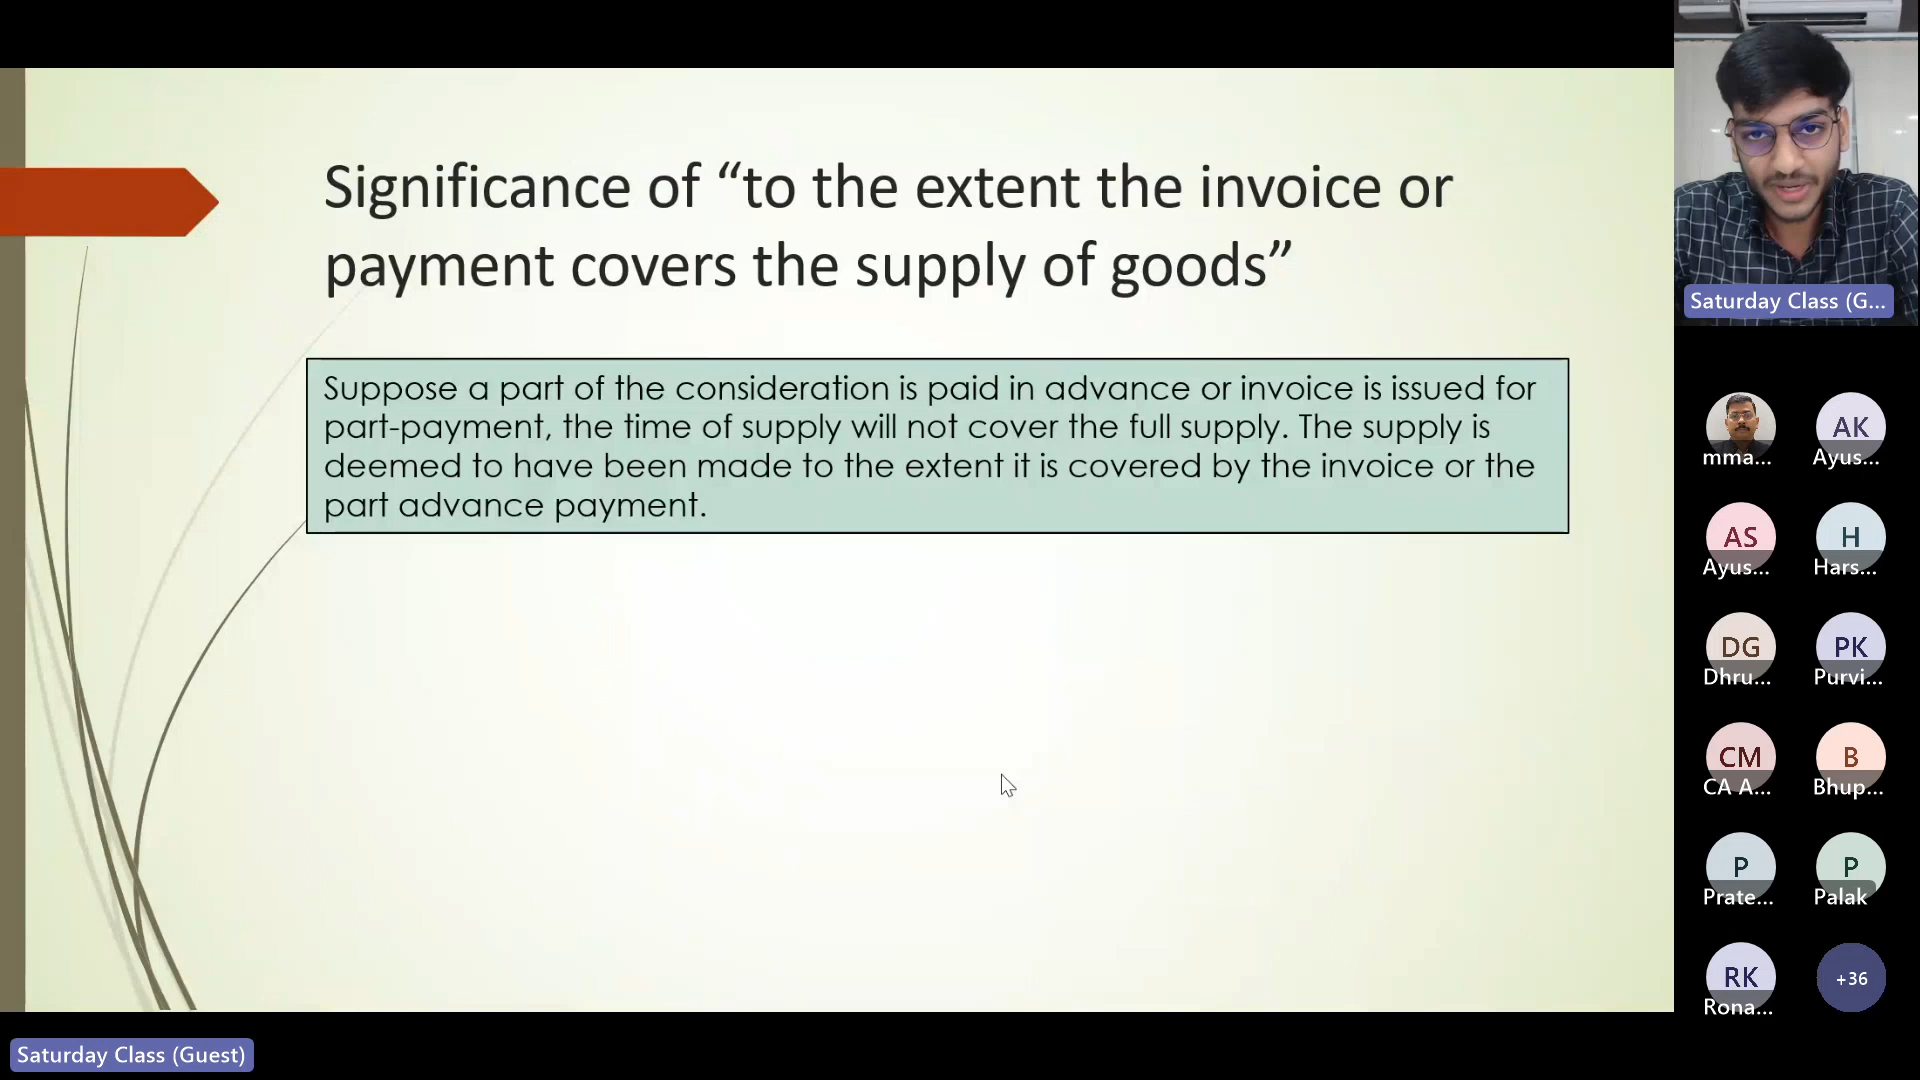 Significance of “to the extent the invoice or
payment covers the supply of goods”
Suppose a part of the consideration is paid in advance or invoice is issued for
part-payment, the time of supply will not cover the full supply. The supply is
deemed to have been made to the extent it is covered by the invoice or the
part advance payment.
Saturday Class (G...
mma...
AK
Ayus...
AS
Ayus...
H
Hars...
DG
Dhru...
PK
Purvi...
CM
CA A...
B
Bhup...
P
Prate...
P
Palak
RK
Rona...
+36
Saturday Class (Guest)